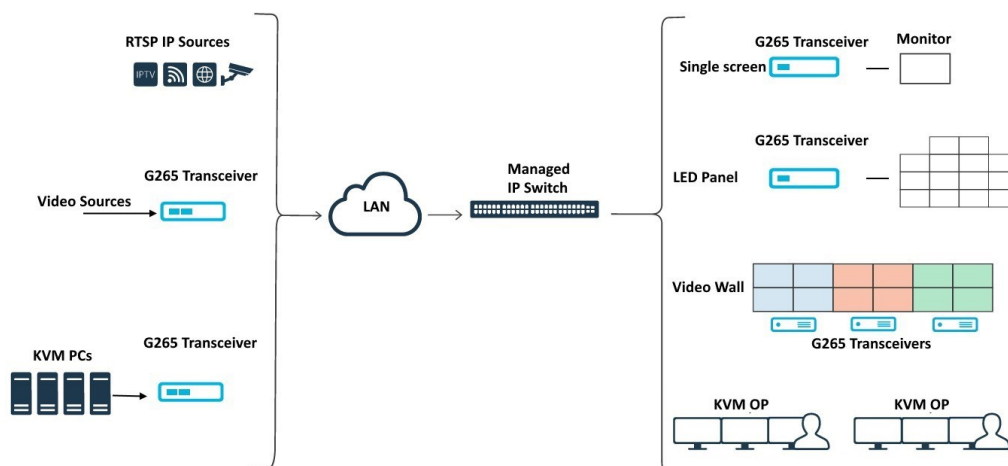 RTSP IP Sources
IPTV
G265 Transceiver
Video Sources
KVM PCs
G265 Transceiver
LAN
Managed
IP Switch
G265 Transceiver
Monitor
Single screen
G265 Transceiver
LED Panel
Video Wall
G265 Transceivers
KVM OP
KVM OP